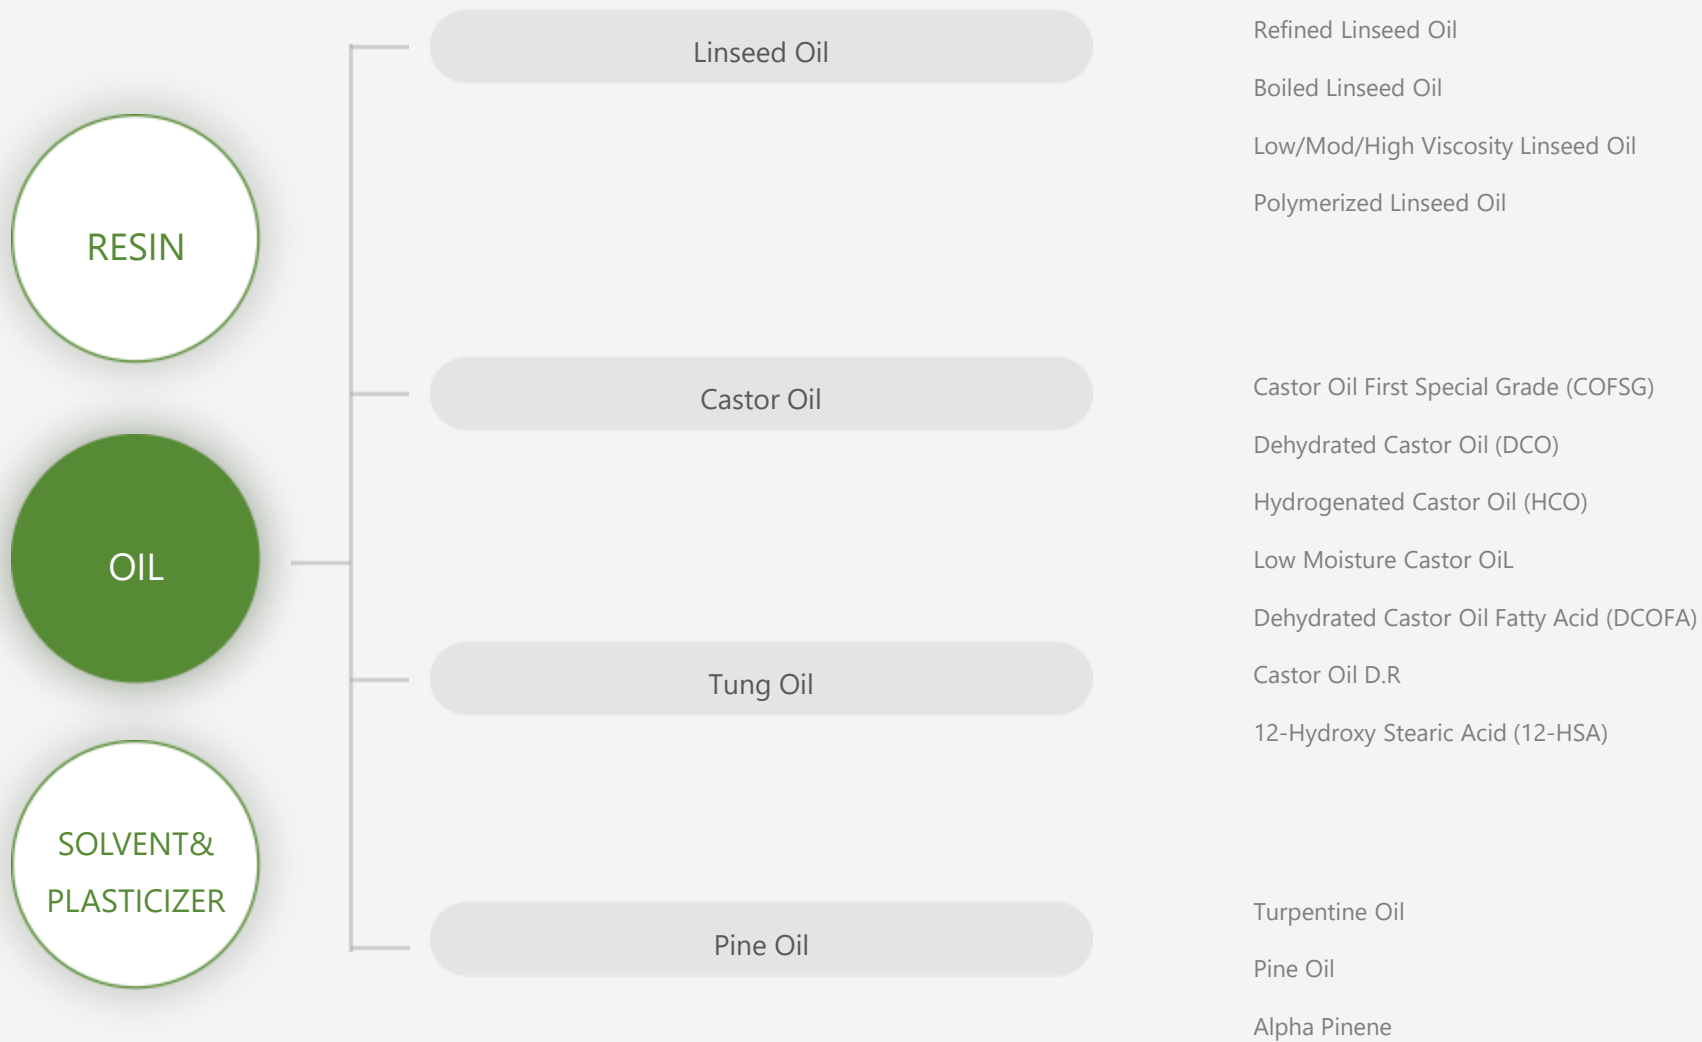 RESIN
OIL
SOLVENT&
PLASTICIZER
Linseed Oil
Refined Linseed Oil
Boiled Linseed Oil
Low/Mod/High Viscosity Linseed Oil
Polymerized Linseed Oil
Castor Oil
Castor Oil First Special Grade (COFSG)
Dehydrated Castor Oil (DCO)
Hydrogenated Castor Oil (HCO)
Low Moisture Castor OiL
Dehydrated Castor Oil Fatty Acid (DCOFA)
Castor Oil D.R
12-Hydroxy Stearic Acid (12-HSA)
Tung Oil
Pine Oil
Turpentine Oil
Pine Oil
Alpha Pinene